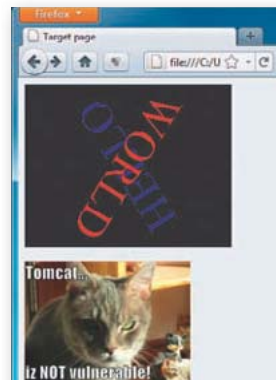 Firefox
Target page
file:///C:/U
HELLO
WORLD
Tomcat...
iz NOT vulnerable!